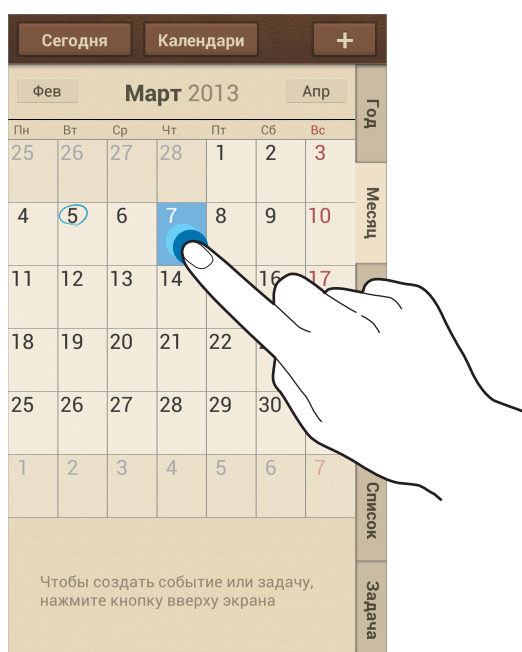 Сегодня Календари +
Фев Март 2013 Апр
Пн Вт Ср Чт Пт Сб Вс
25 26 27 28 1 2 3
4 5 6 7 8 9 10
11 12 13 14 16 17
18 19 20 21 22
25 26 27 28 29 30
1 2 3 4 5 6 7
Год
Месяц
Список
Задача
Чтобы создать событие или задачу,
нажмите кнопку вверху экрана